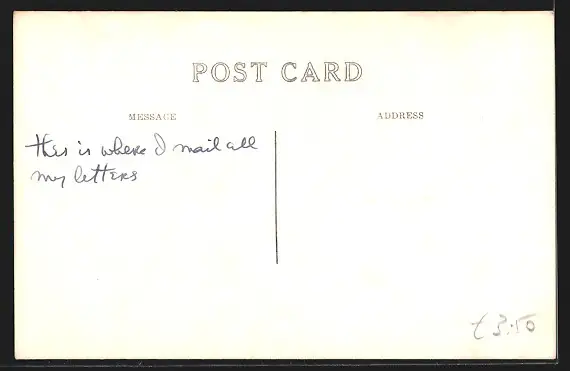 POST CARD
MESSAGE
ADDRESS
this is where I mail all
my letters
£3.50